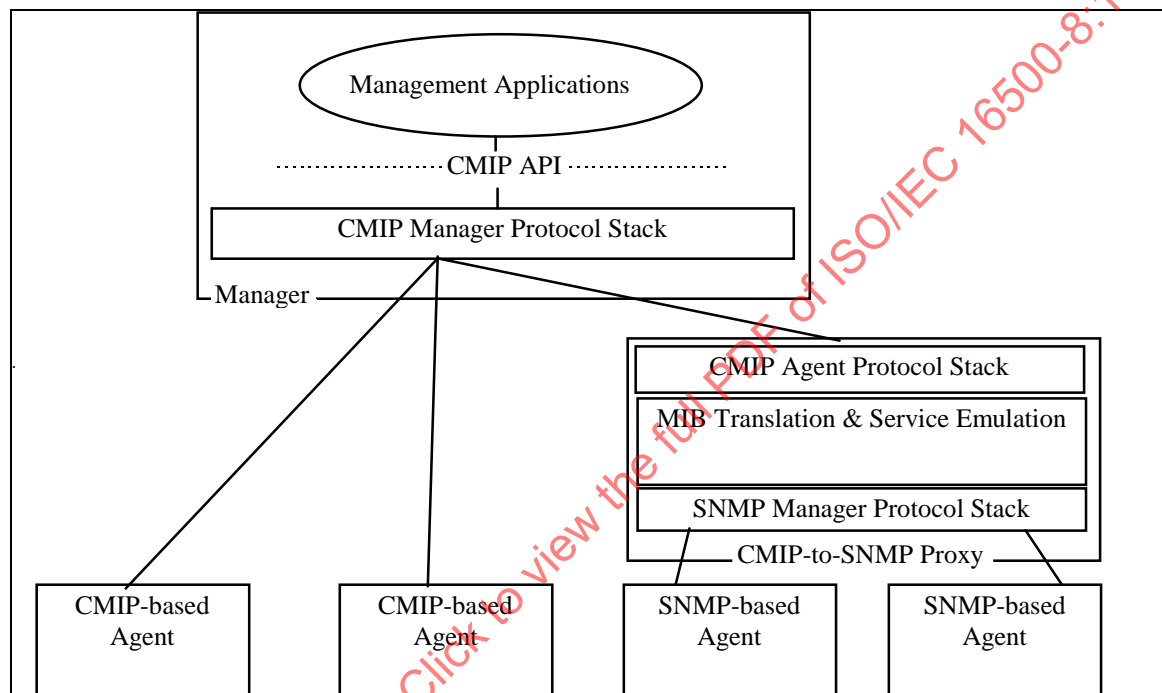 Management Applications
CMIP API
CMIP Manager Protocol Stack
Manager
CMIP Agent Protocol Stack
MIB Translation & Service Emulation
SNMP Manager Protocol Stack
CMIP-to-SNMP Proxy
CMIP-based
Agent
CMIP-based
Agent
SNMP-based
Agent
SNMP-based
Agent
Click to view the full PDF of ISO/IEC 16500-8:1